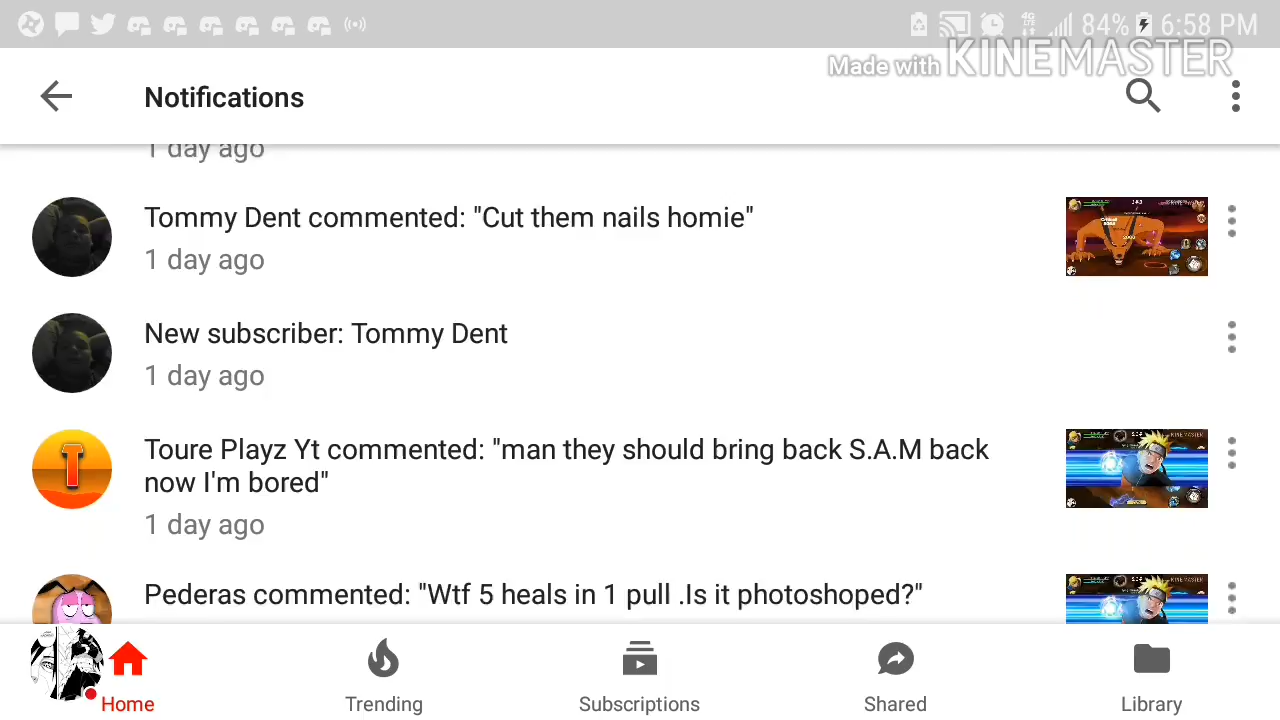 84% 6:58 PM
Made with KINEMASTER
Notifications
1 day ago
Tommy Dent commented: "Cut them nails homie"
1 day ago
New subscriber: Tommy Dent
1 day ago
Toure Playz Yt commented: "man they should bring back S.A.M back
now I'm bored"
1 day ago
Pederas commented: "Wtf 5 heals in 1 pull .Is it photoshoped?"
Home
Trending
Subscriptions
Shared
Library